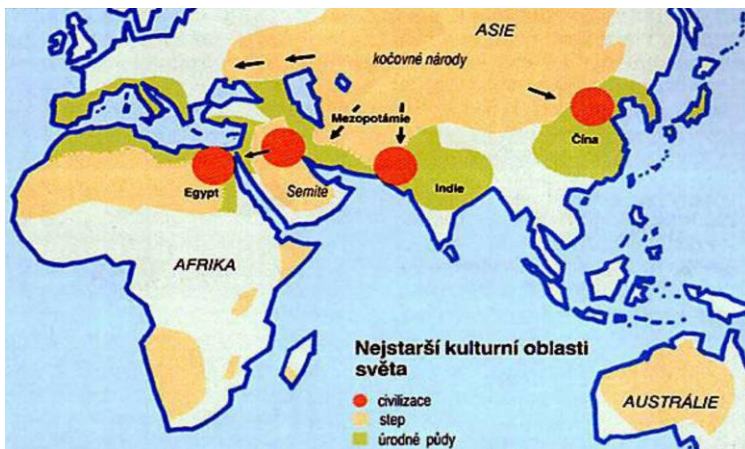 ASIE
kočovné národy
Mezopotámie
Čína
Egypt
Semité
Indie
AFRIKA
Nejstarší kulturní oblasti
světa
civilizace
step
úrodné půdy
AUSTRÁLIE